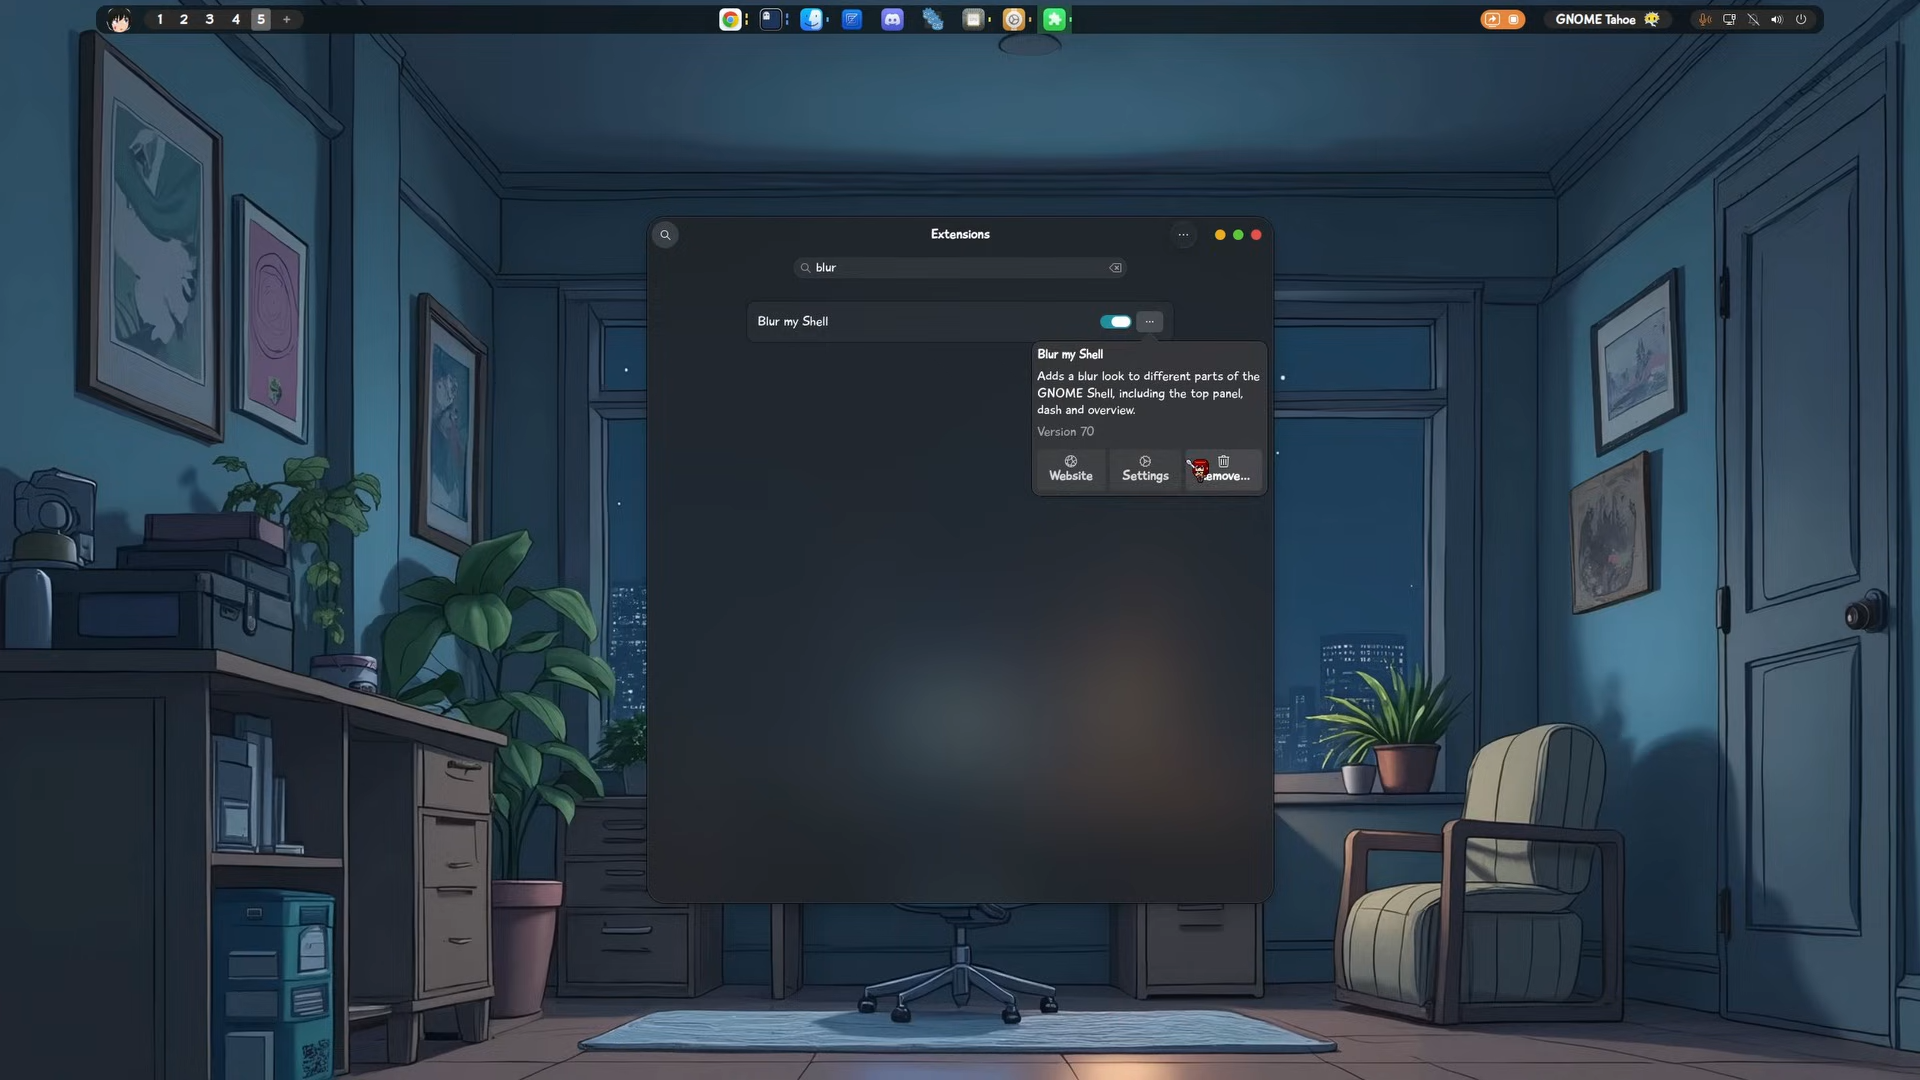 1 2 3 4 5 +
GNOME Tahoe
Extensions
blur
Blur my Shell
Blur my Shell
Adds a blur look to different parts of the
GNOME Shell, including the top panel,
dash and overview.
Version 70
Website
Settings
emove...